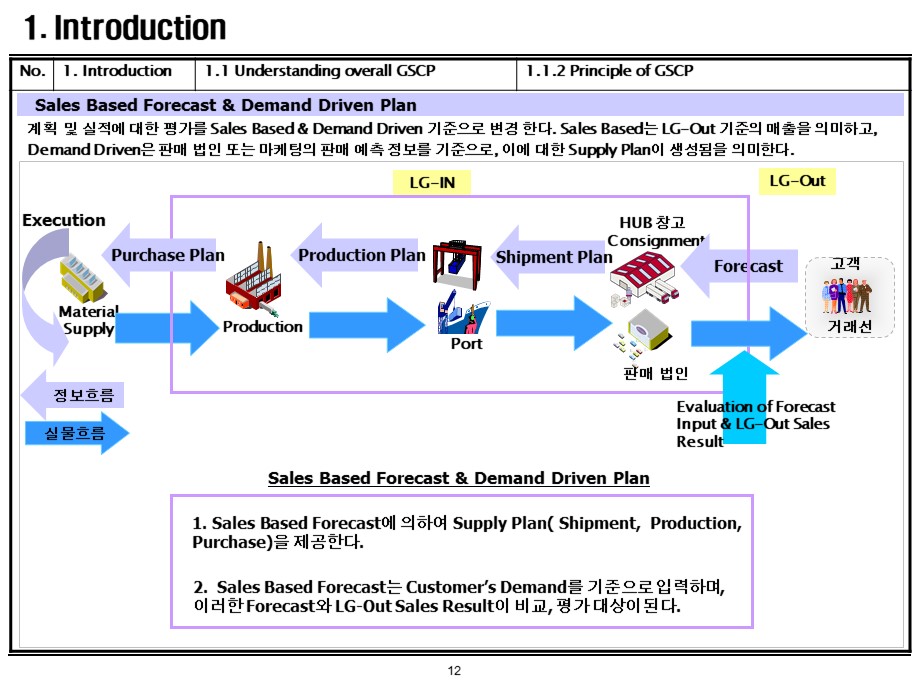 1. Introduction
No. 1. Introduction 1.1 Understanding overall GSCP 1.1.2 Principle of GSCP
Sales Based Forecast & Demand Driven Plan
계획 및 실적에 대한 평가를 Sales Based & Demand Driven 기준으로 변경 한다. Sales Based는 LG-Out 기준의 매출을 의미하고,
Demand Driven은 판매 법인 또는 마케팅의 판매 예측 정보를 기준으로, 이에 대한 Supply Plan이 생성됨을 의미한다.
LG-IN
LG-Out
Execution
HUB 창고
Consignment
Purchase Plan
Production Plan
Shipment Plan
Forecast
고객
Material
Supply
Production
Port
거래선
판매 법인
정보흐름
실물흐름
Evaluation of Forecast
Input & LG-Out Sales
Result
Sales Based Forecast & Demand Driven Plan
1. Sales Based Forecast에 의하여 Supply Plan( Shipment, Production,
Purchase)을 제공한다.
2. Sales Based Forecast는 Customer's Demand를 기준으로 입력하며,
이러한 Forecast와 LG-Out Sales Result이 비교, 평가 대상이 된다.
12